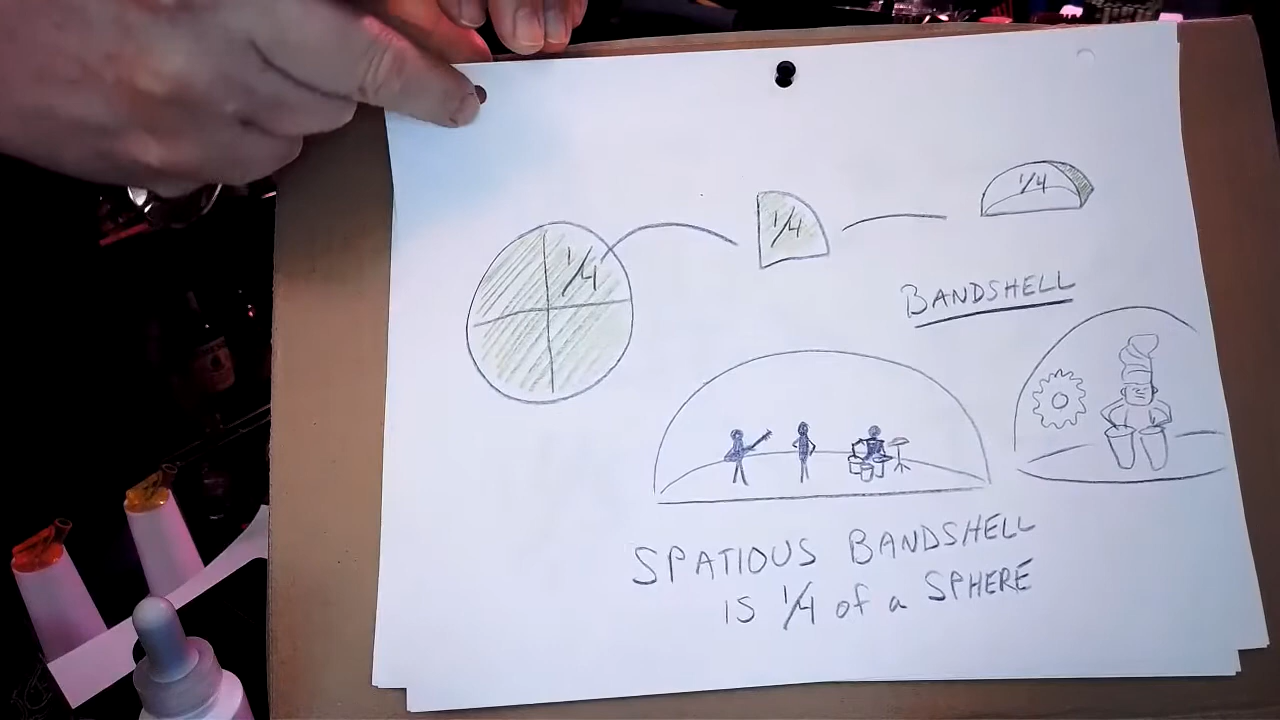 1/4
1/4
1/4
BANDSHELL
SPATIOUS BANDSHELL
IS 1/4 of a SPHERE